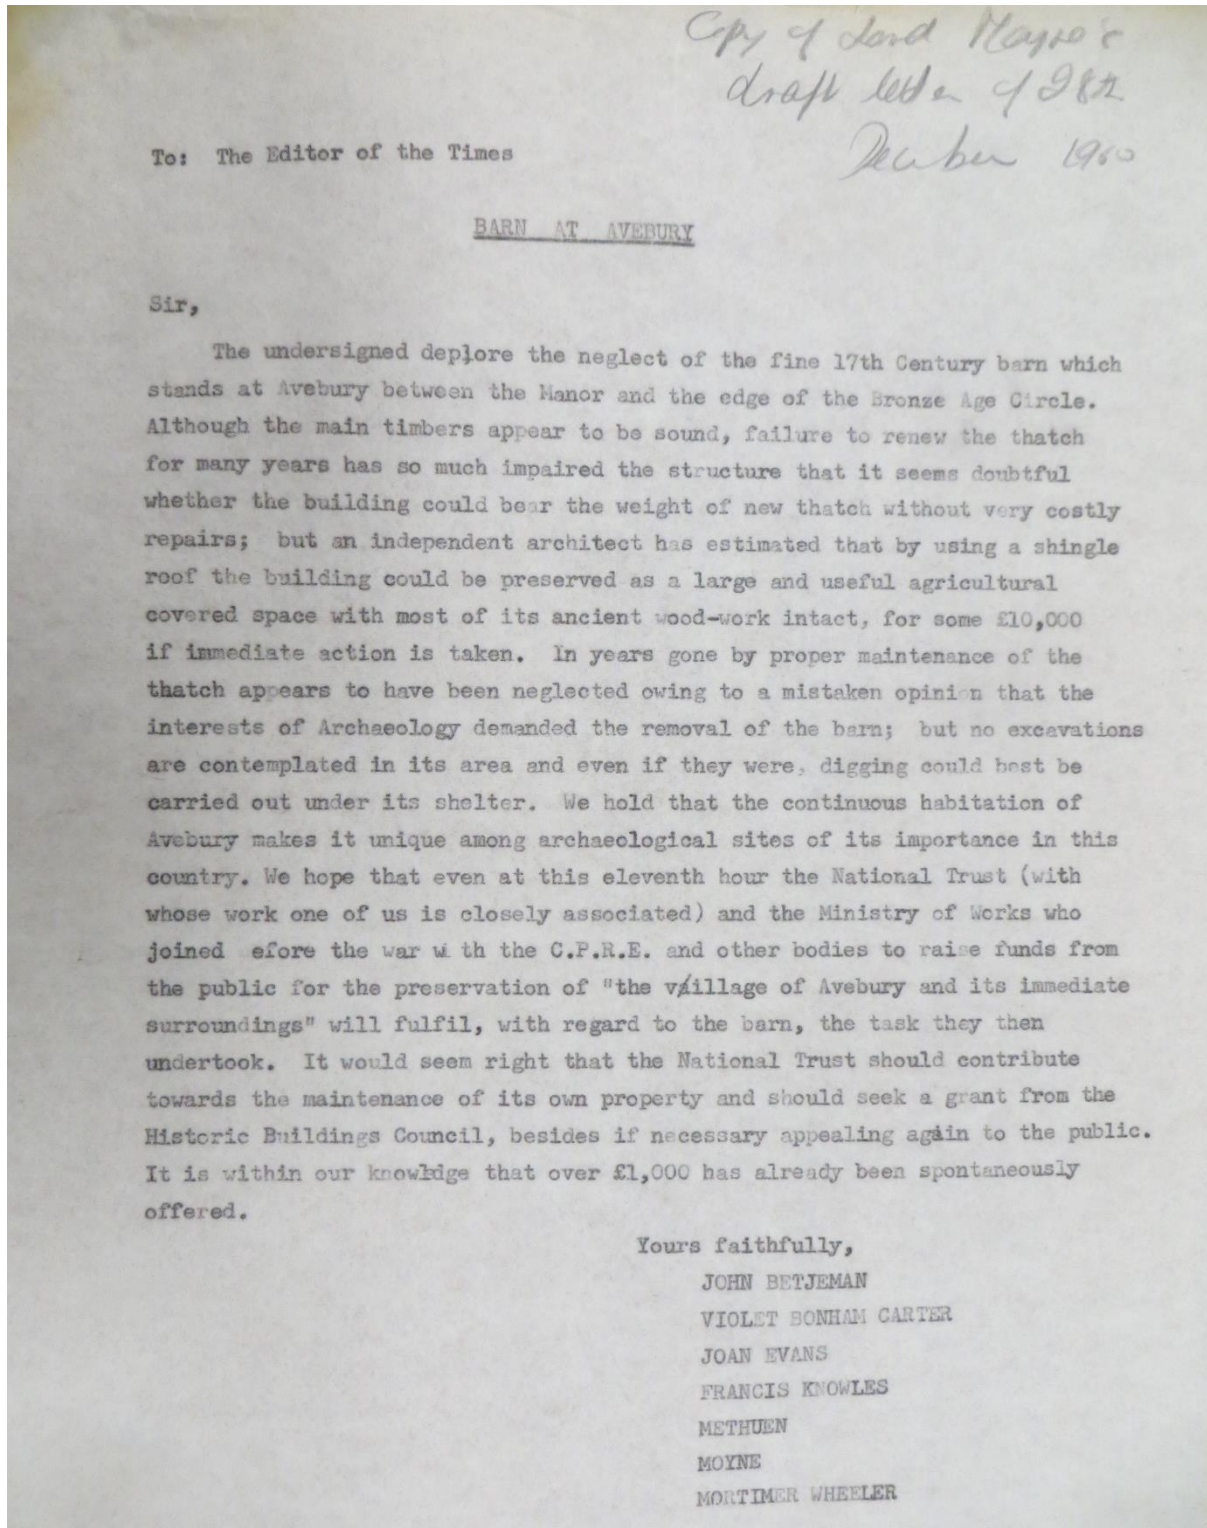 Copy of Lord Moyne's
draft letter of 28th
December 1960
To: The Editor of the Times
BARN AT AVEBURY
Sir,
The undersigned deplore the neglect of the fine 17th Century barn which
stands at Avebury between the Manor and the edge of the Bronze Age Circle.
Although the main timbers appear to be sound, failure to renew the thatch
for many years has so much impaired the structure that it seems doubtful
whether the building could bear the weight of new thatch without very costly
repairs; but an independent architect has estimated that by using a shingle
roof the building could be preserved as a large and useful agricultural
covered space with most of its ancient wood-work intact, for some £10,000
if immediate action is taken. In years gone by proper maintenance of the
thatch appears to have been neglected owing to a mistaken opini n that the
interests of Archaeology demanded the removal of the barn; but no excavations
are contemplated in its area and even if they were, digging could best be
carried out under its shelter. We hold that the continuous habitation of
Avebury makes it unique among archaeological sites of its importance in this
country. We hope that even at this eleventh hour the National Trust (with
whose work one of us is closely associated) and the Ministry of Works who
joined efore the war wi th the C.P.R.E. and other bodies to raise funds from
the public for the preservation of "the village of Avebury and its immediate
surroundings" will fulfil, with regard to the barn, the task they then
undertook. It would seem right that the National Trust should contribute
towards the maintenance of its own property and should seek a grant from the
Historic Buildings Council, besides if necessary appealing again to the public.
It is within our knowldge that over £1,000 has already been spontaneously
offered.
Yours faithfully,
JOHN BETJEMAN
VIOLET BONHAM CARTER
JOAN EVANS
FRANCIS KNOWLES
METHUEN
MOYNE
MORTIMER WHEELER